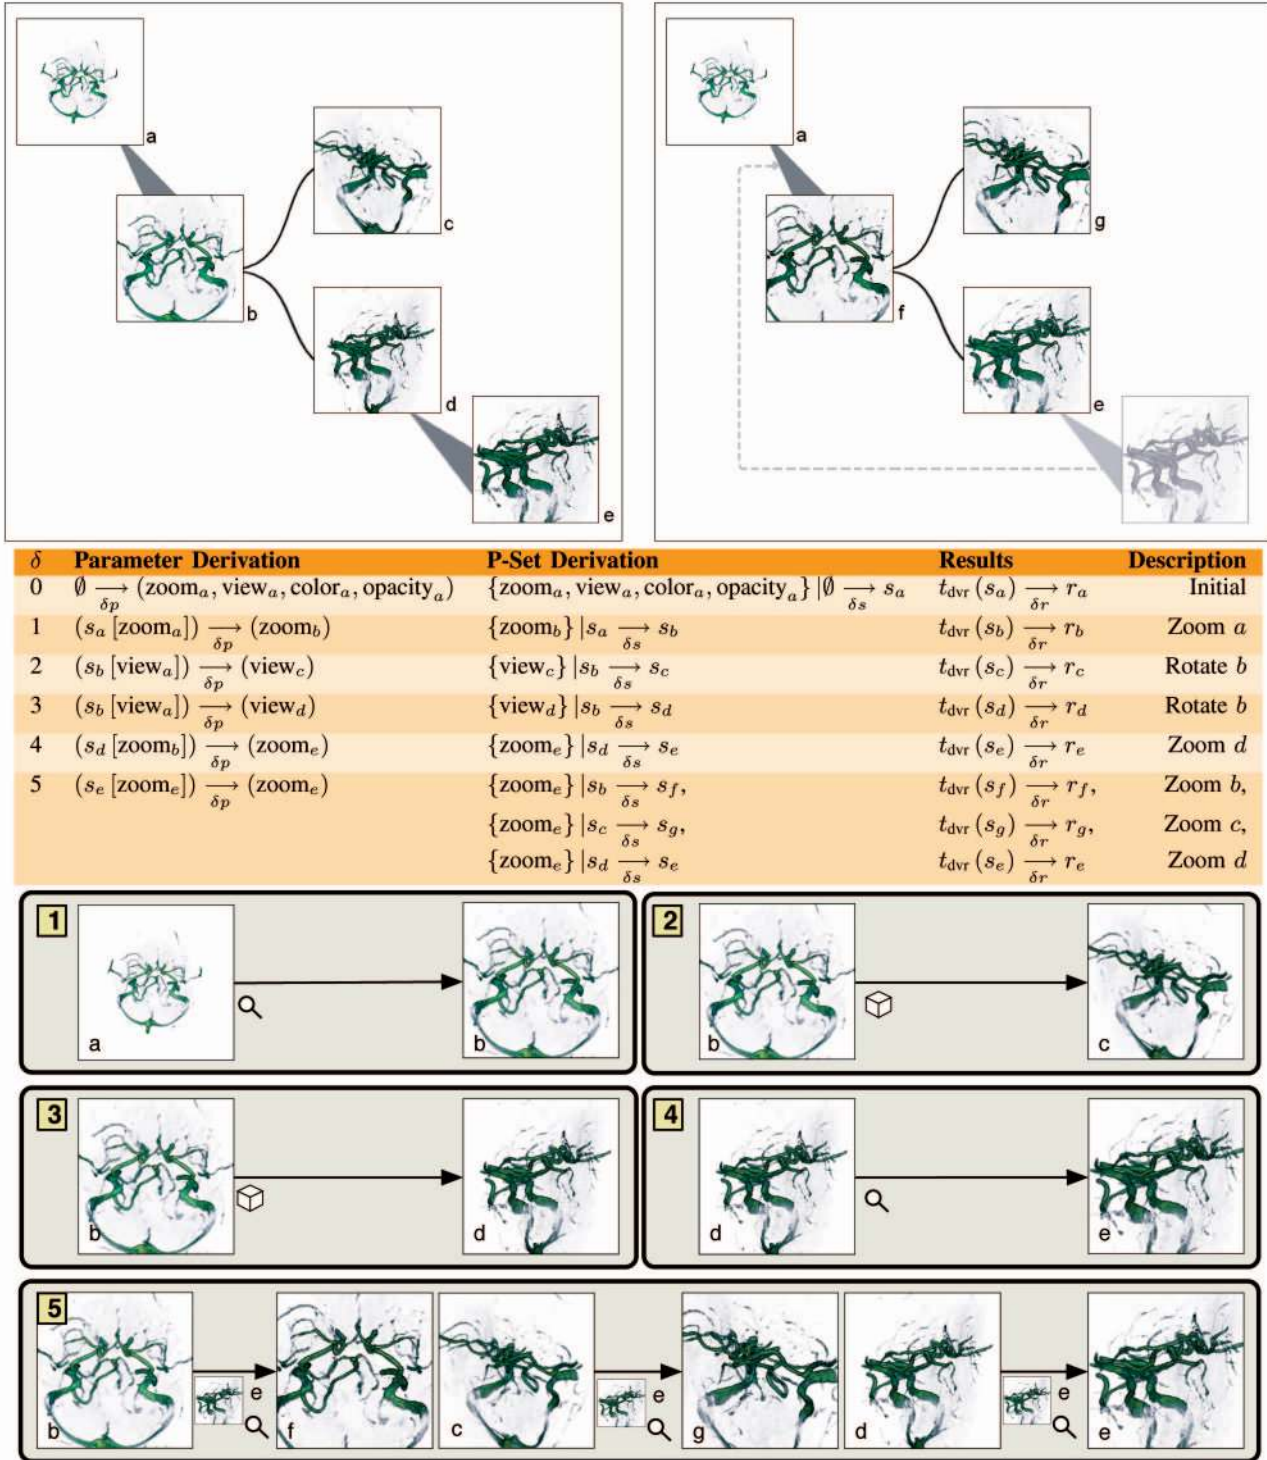 a
b
c
d
e
a
f
g
e
δ Parameter Derivation P-Set Derivation Results Description
0 ∅ →δp (zoomₐ, viewₐ, colorₐ, opacityₐ) {zoomₐ, viewₐ, colorₐ, opacityₐ} |∅ →δs sₐ t_dvr (sₐ) →δr rₐ Initial
1 (sₐ [zoomₐ]) →δp (zoom_b) {zoom_b} |sₐ →δs s_b t_dvr (s_b) →δr r_b Zoom a
2 (s_b [viewₐ]) →δp (view_c) {view_c} |s_b →δs s_c t_dvr (s_c) →δr r_c Rotate b
3 (s_b [viewₐ]) →δp (view_d) {view_d} |s_b →δs s_d t_dvr (s_d) →δr r_d Rotate b
4 (s_d [zoom_b]) →δp (zoom_e) {zoom_e} |s_d →δs s_e t_dvr (s_e) →δr r_e Zoom d
5 (s_e [zoom_e]) →δp (zoom_e) {zoom_e} |s_b →δs s_f, t_dvr (s_f) →δr r_f, Zoom b,
{zoom_e} |s_c →δs s_g, t_dvr (s_g) →δr r_g, Zoom c,
{zoom_e} |s_d →δs s_e t_dvr (s_e) →δr r_e Zoom d
1
a b
2
b c
3
b d
4
d e
5
b e f c e g d e e